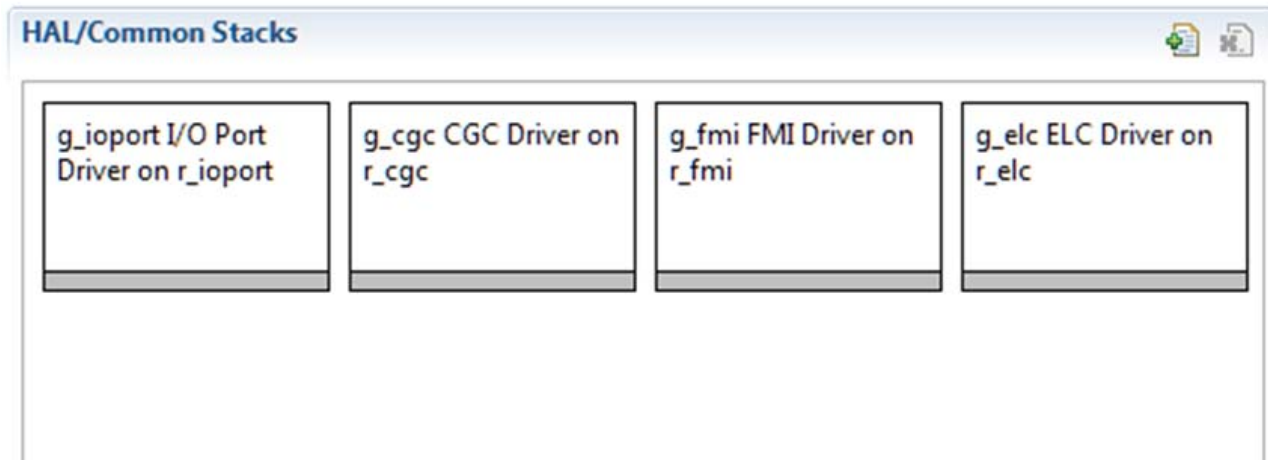 HAL/Common Stacks
g_ioport I/O Port
Driver on r_ioport
g_cgc CGC Driver on
r_cgc
g_fmi FMI Driver on
r_fmi
g_elc ELC Driver on
r_elc